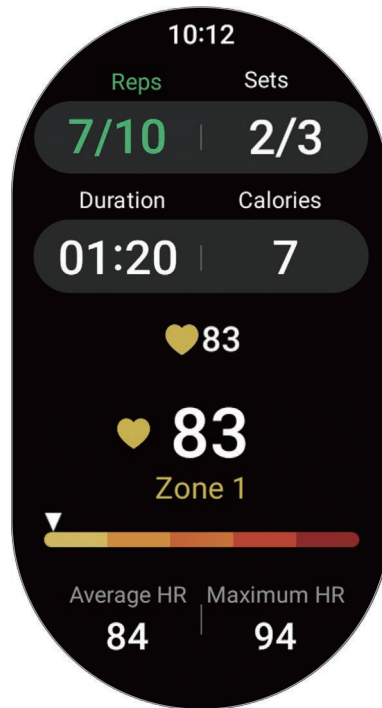 10:12
Reps Sets
7/10 2/3
Duration Calories
01:20 7
83
83
Zone 1
Average HR Maximum HR
84 94